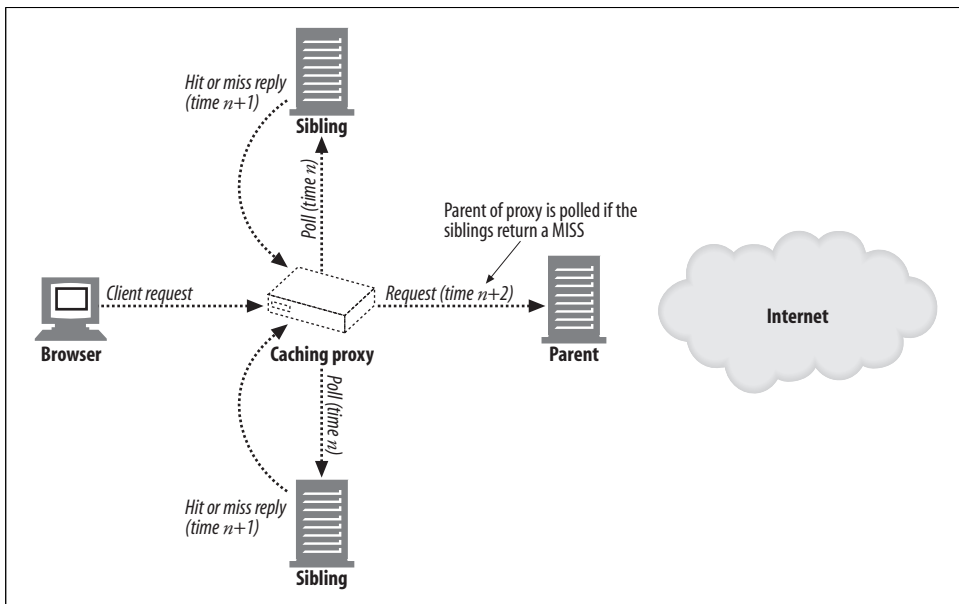 Hit or miss reply
(time n+1)
Sibling
Poll (time n)
Parent of proxy is polled if the
siblings return a MISS
Client request
Request (time n+2)
Internet
Browser
Caching proxy
Parent
Poll (time n)
Hit or miss reply
(time n+1)
Sibling